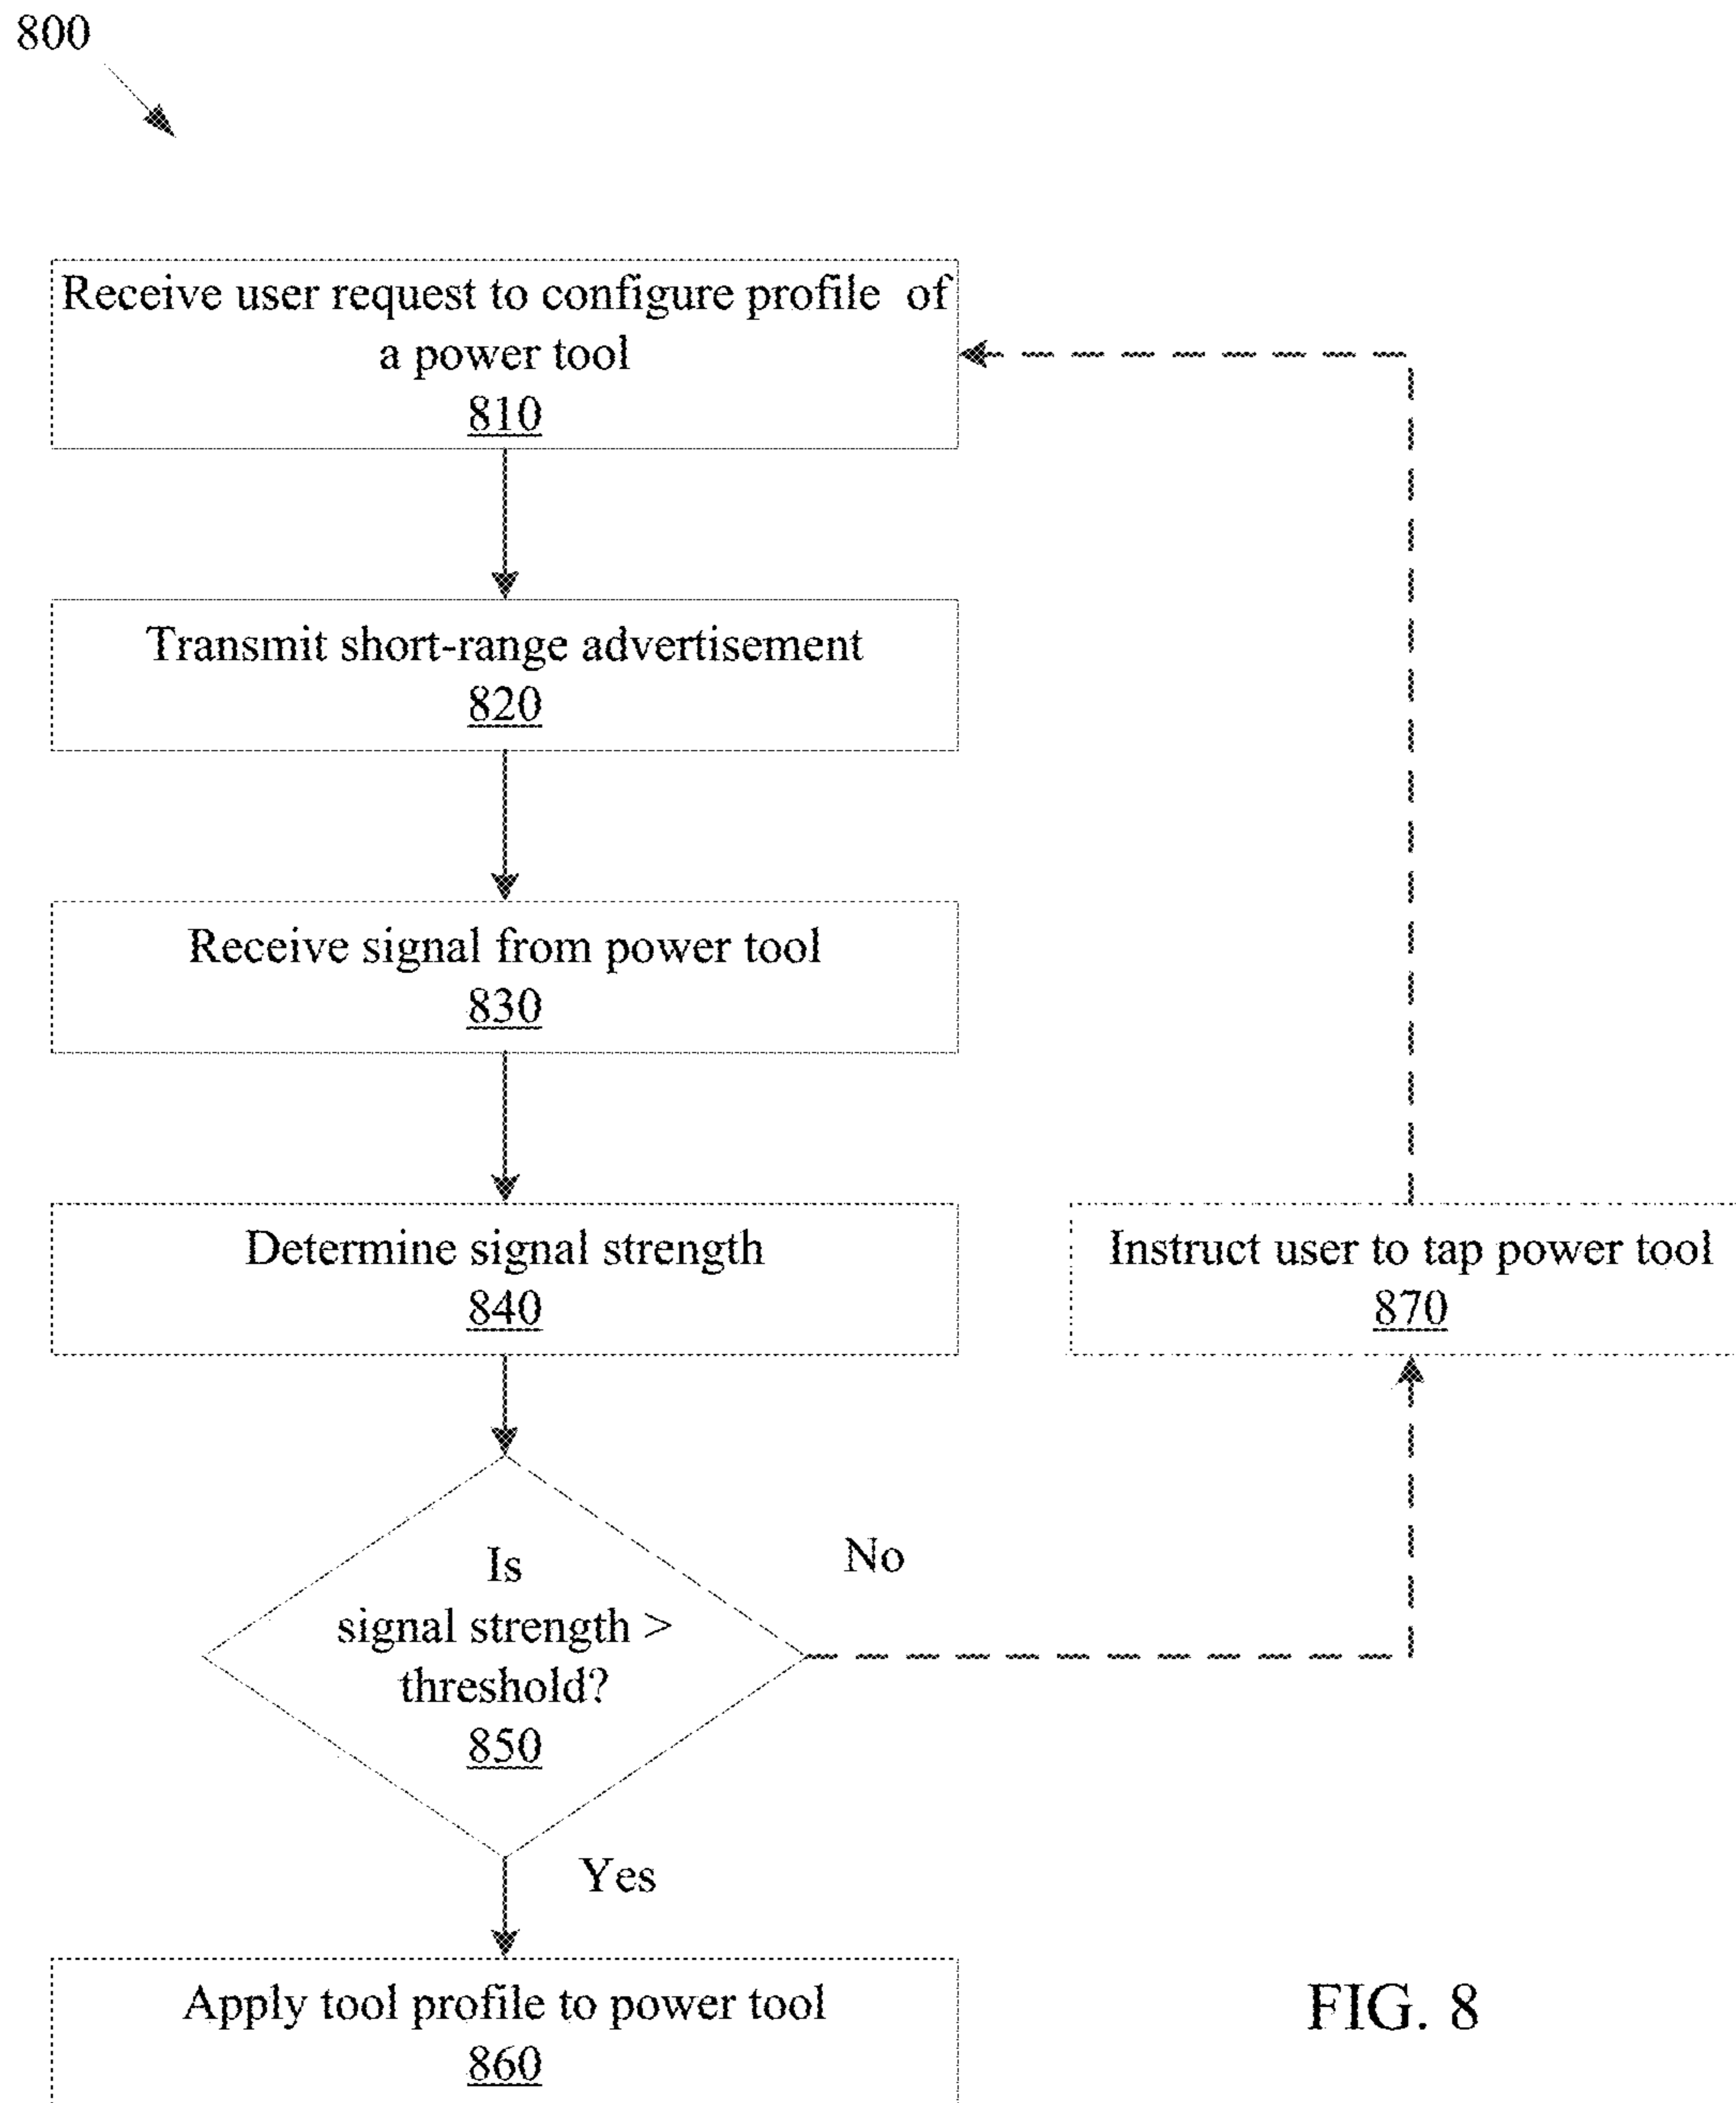 800
Receive user request to configure profile of
a power tool
810
Transmit short-range advertisement
820
Receive signal from power tool
830
Determine signal strength
840
Instruct user to tap power tool
870
Is
signal strength >
threshold?
850
No
Yes
Apply tool profile to power tool
860
FIG. 8